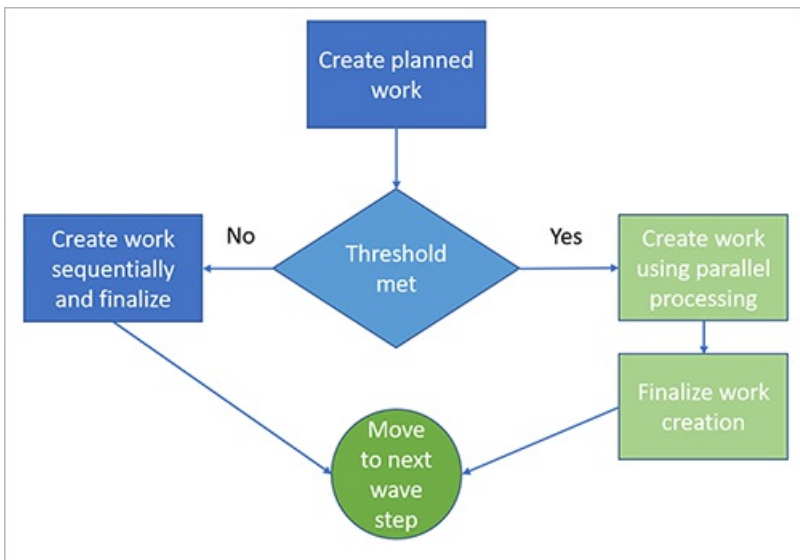 Create planned
work
No
Threshold
met
Yes
Create work
sequentially
and finalize
Create work
using parallel
processing
Finalize work
creation
Move
to next
wave
step